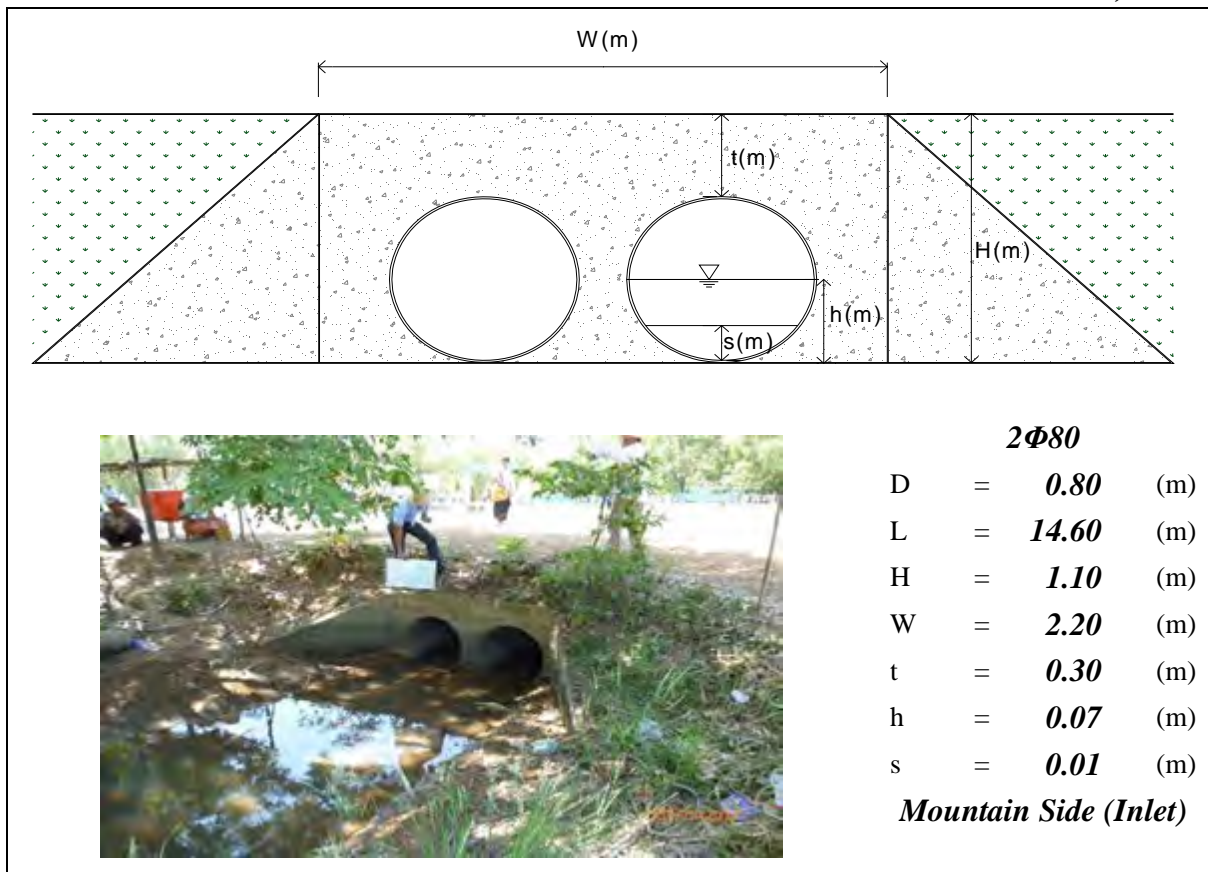 W(m)
t(m)
H(m)
h(m)
s(m)
2Φ80
D = 0.80 (m)
L = 14.60 (m)
H = 1.10 (m)
W = 2.20 (m)
t = 0.30 (m)
h = 0.07 (m)
s = 0.01 (m)
Mountain Side (Inlet)